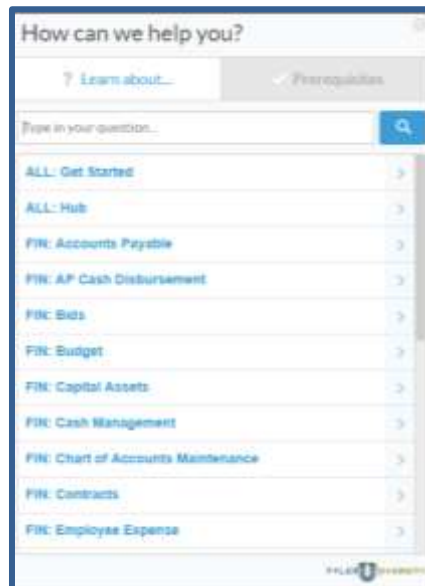 How can we help you?
? Learn about...
Prerequisites
Type in your question...
ALL: Get Started
ALL: Hub
FIN: Accounts Payable
FIN: AP Cash Disbursement
FIN: Bids
FIN: Budget
FIN: Capital Assets
FIN: Cash Management
FIN: Chart of Accounts Maintenance
FIN: Contracts
FIN: Employee Expense
TYLER UNIVERSITY